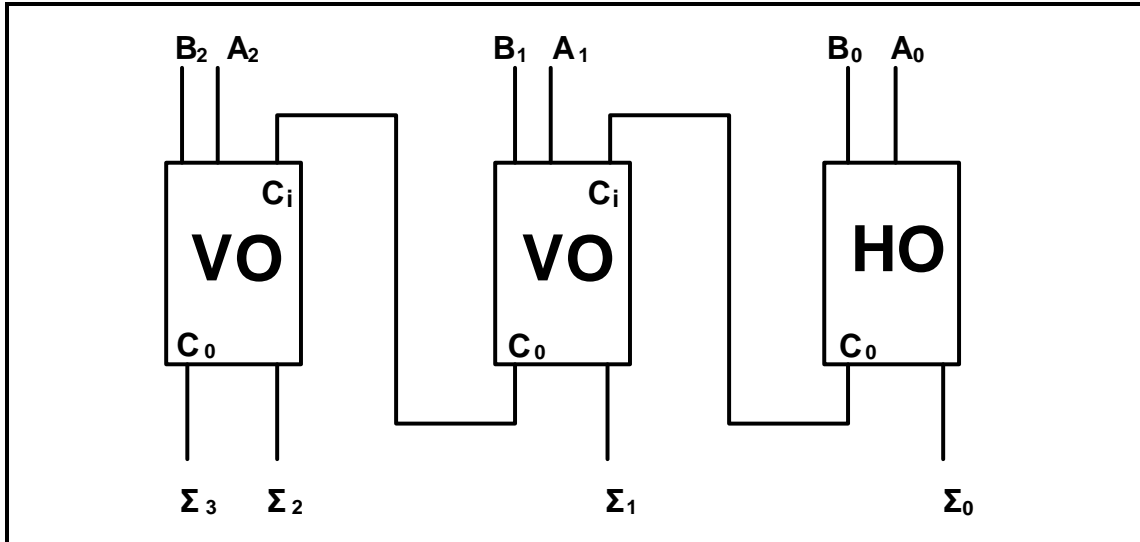 B₂ A₂ B₁ A₁ B₀ A₀
Cᵢ Cᵢ
VO VO HO
C₀ C₀ C₀
Σ₃ Σ₂ Σ₁ Σ₀